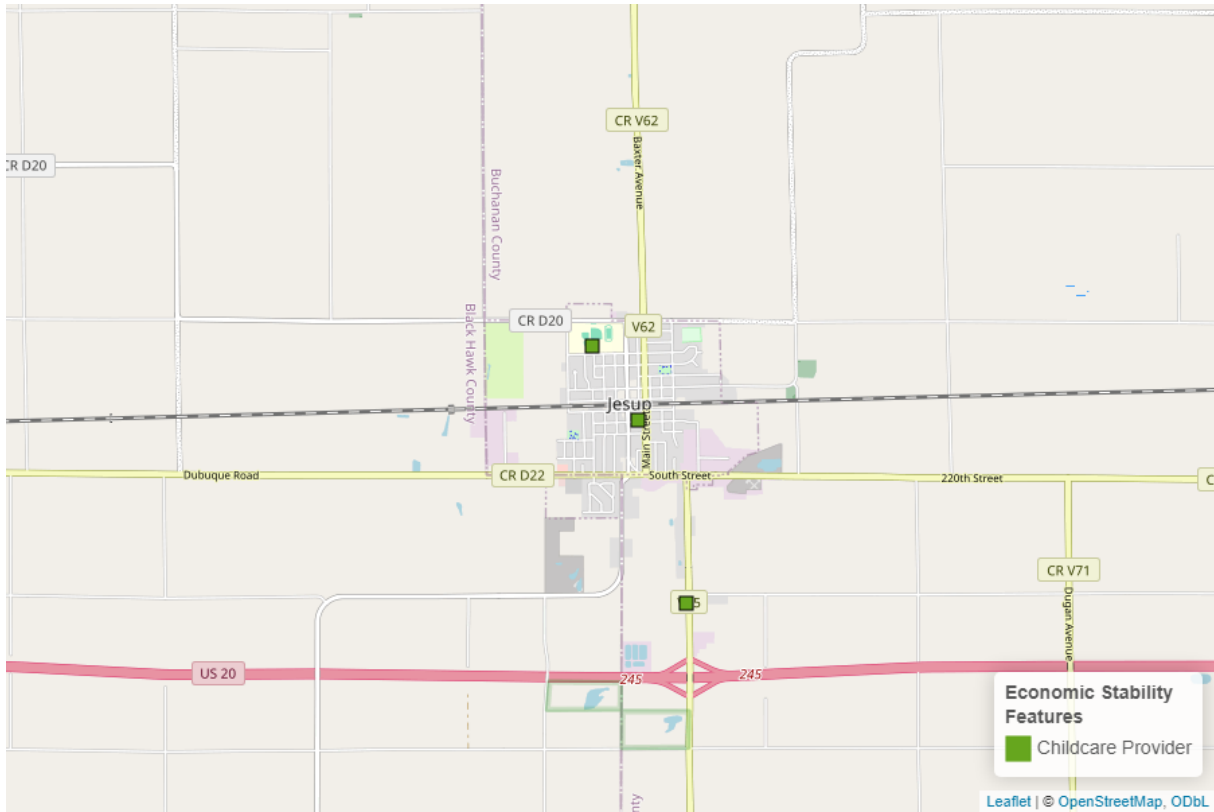 CR V62
Baxter Avenue
CR D20
Buchanan County
Black Hawk County
CR D20
V62
Jesup
Main Street
Dubuque Road
CR D22
South Street
220th Street
C
CR V71
Dugan Avenue
US 20
245
245
Economic Stability
Features
Childcare Provider
Leaflet | © OpenStreetMap, ODbL